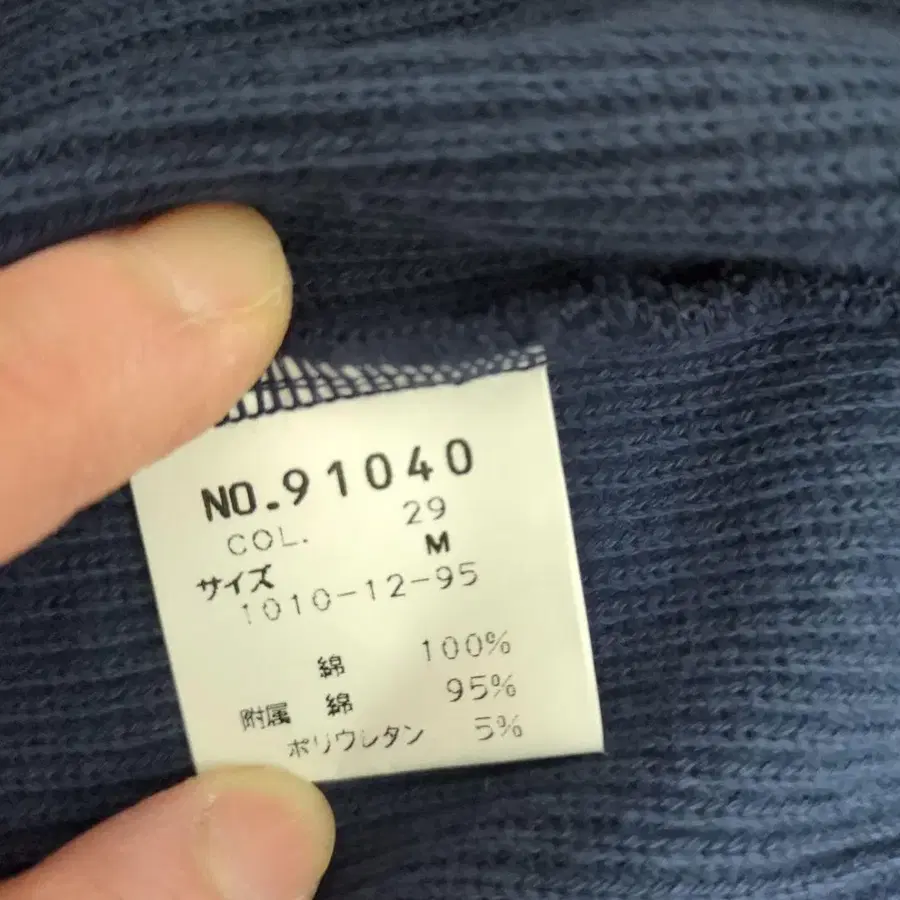 NO.91040
COL. 29
サイズ M
1010-12-95
綿 100%
附属 綿 95%
ポリウレタン 5%